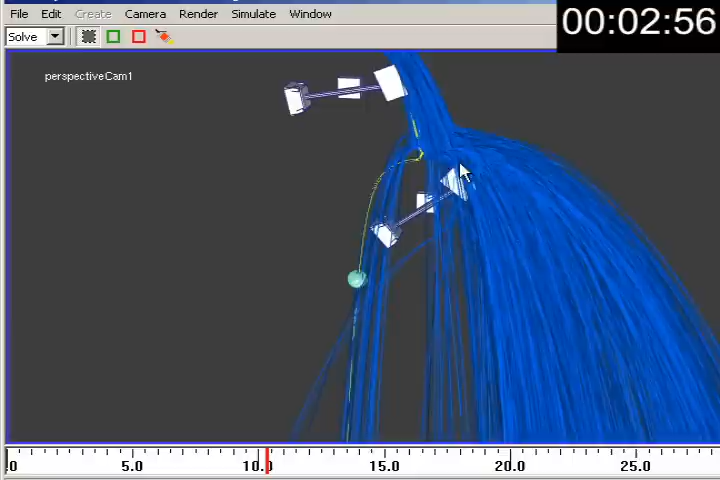 File Edit Create Camera Render Simulate Window
00:02:56
Solve
perspectiveCam1
.0 5.0 10.0 15.0 20.0 25.0